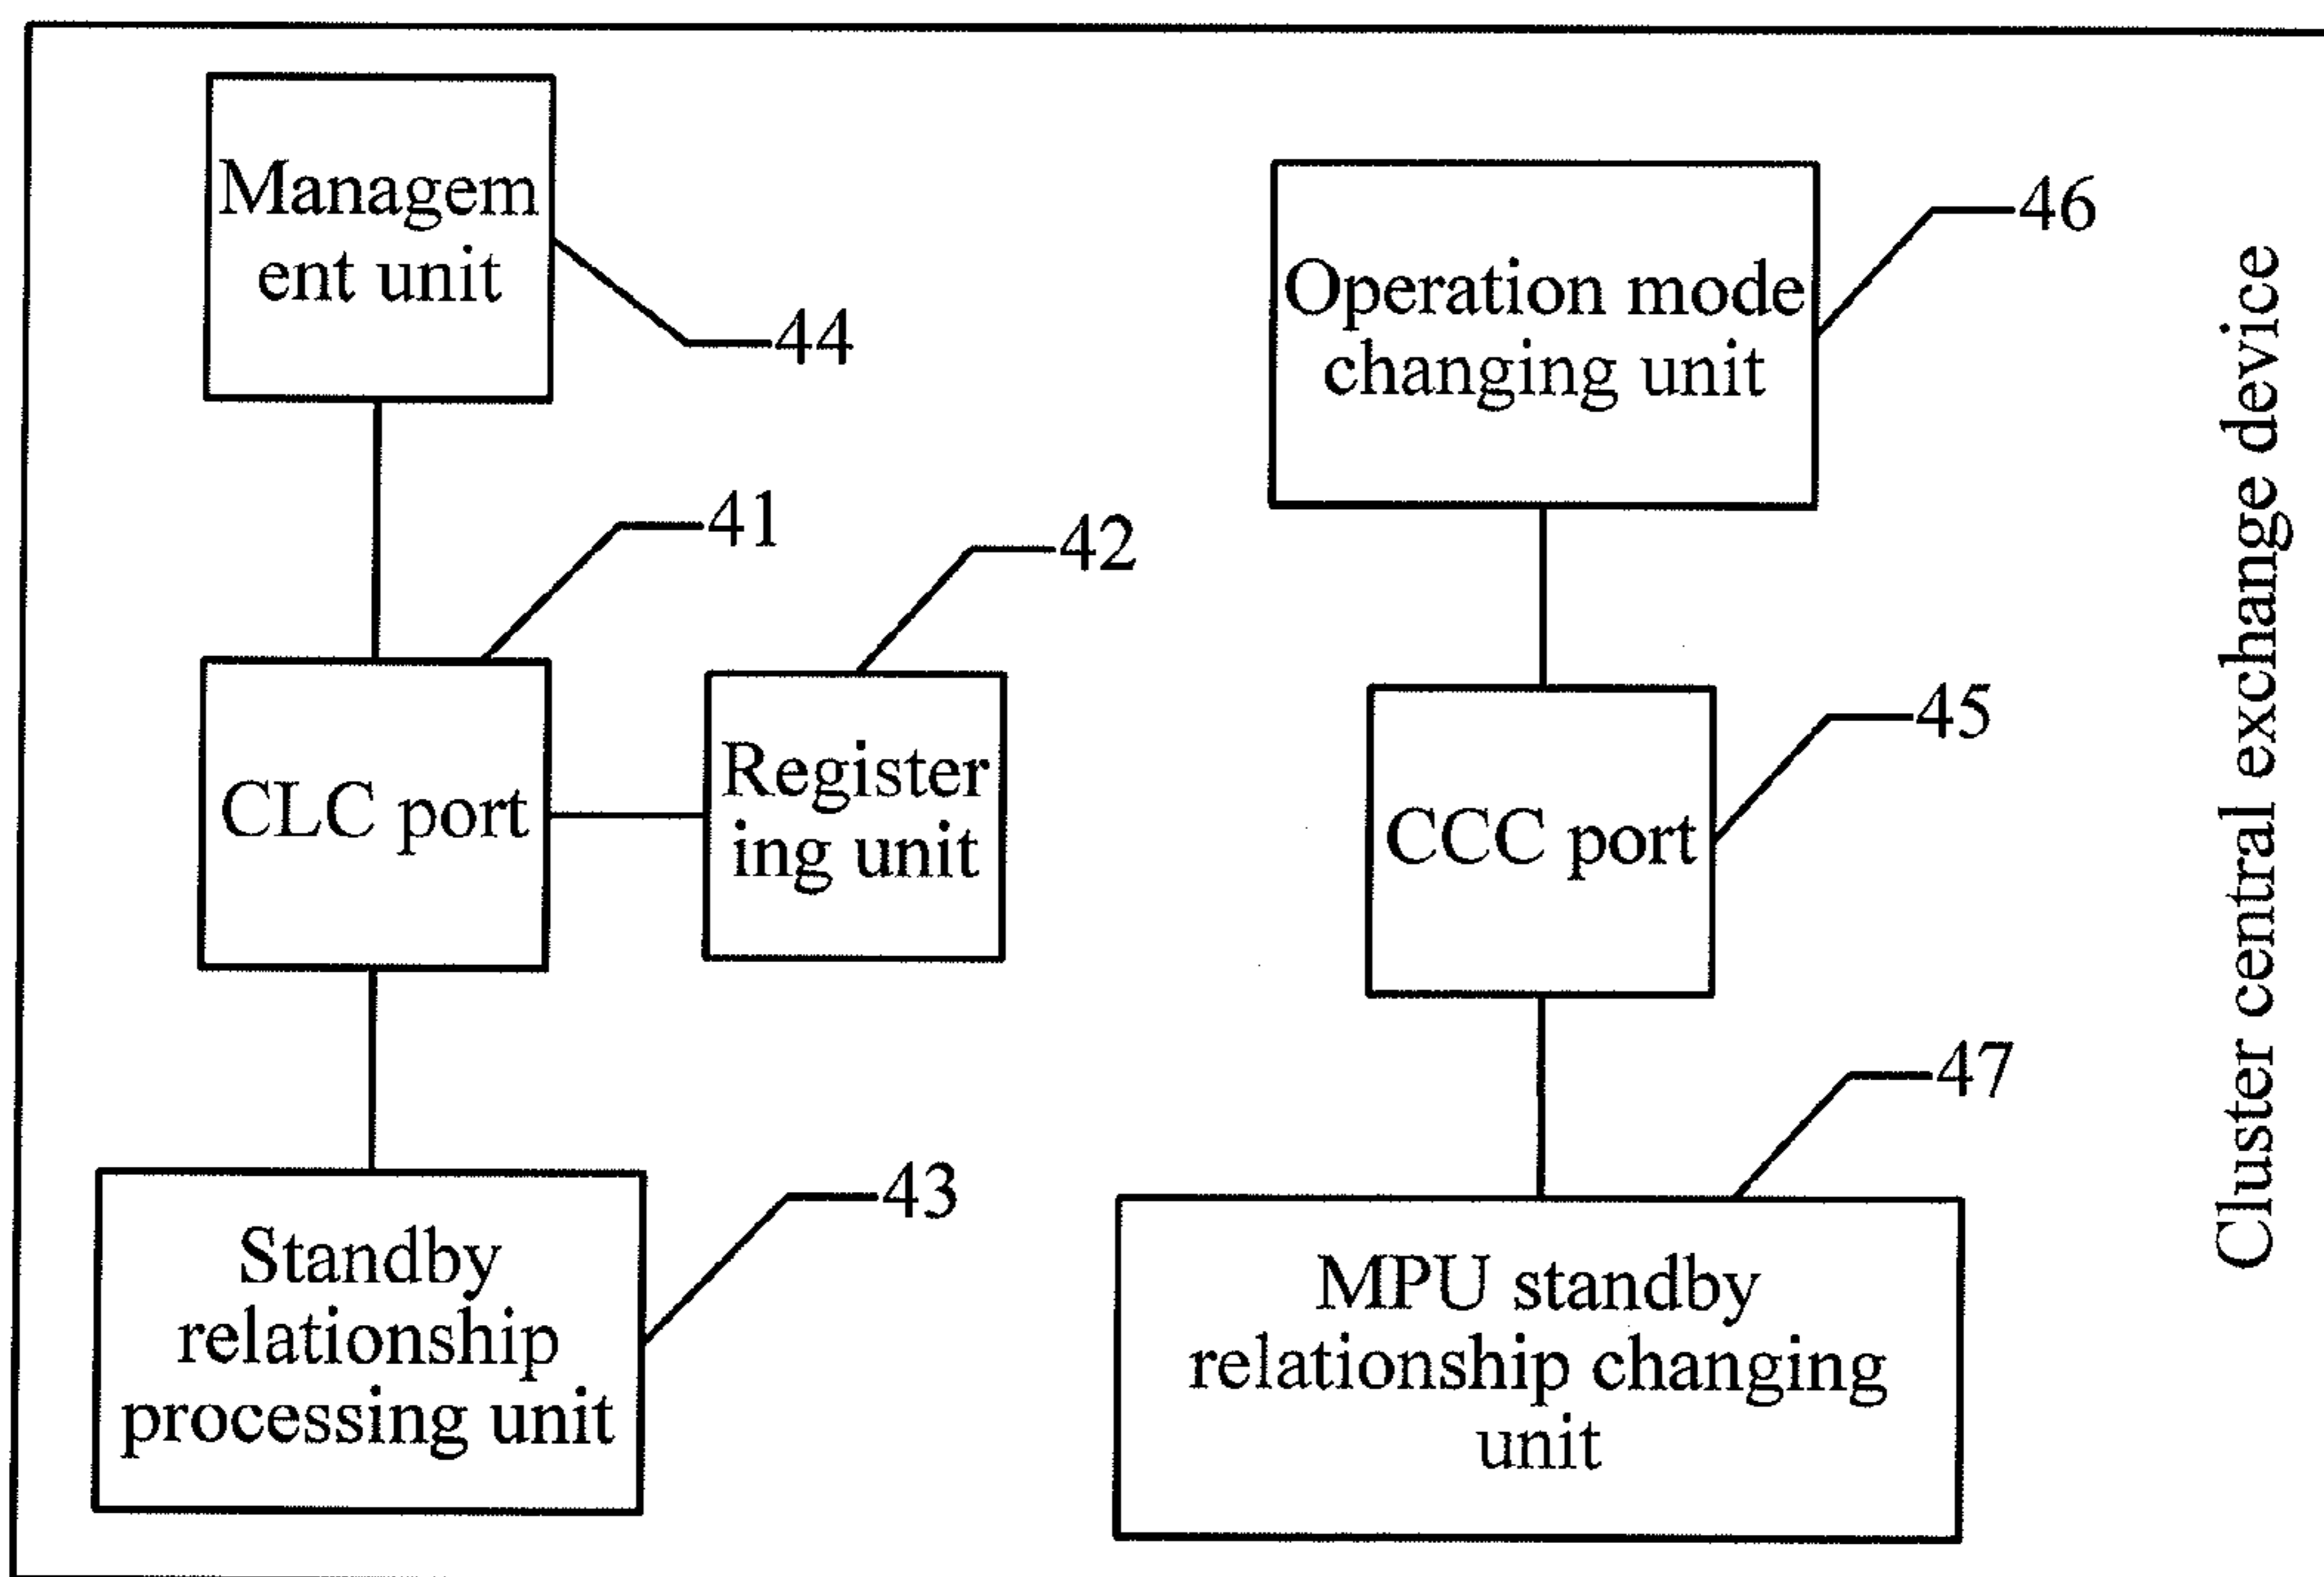 Managem
ent unit
44
Operation mode
changing unit
46
41
CLC port
42
Register
ing unit
CCC port
45
Standby
relationship
processing unit
43
MPU standby
relationship changing
unit
47
Cluster central exchange device